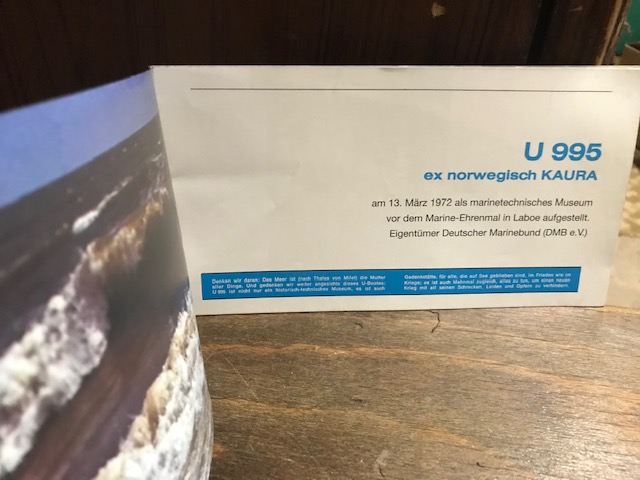 U 995
ex norwegisch KAURA
am 13. März 1972 als marinetechnisches Museum
vor dem Marine-Ehrenmal in Laboe aufgestellt.
Eigentümer Deutscher Marinebund (DMB e.V.)
Denken wir daran: Das Meer ist (nach Thales von Milet) die Mutter
aller Dinge. Und gedenken wir weiter angesichts dieses U-Bootes:
U 995 ist nicht nur ein historisch-technisches Museum, es ist auch
Gedenkstätte, für alle, die auf See geblieben sind, im Frieden wie im
Kriege; es ist auch Mahnmal zugleich, alles zu tun, um einen neuen
Krieg mit all seinen Schrecken, Leiden und Opfern zu verhindern.